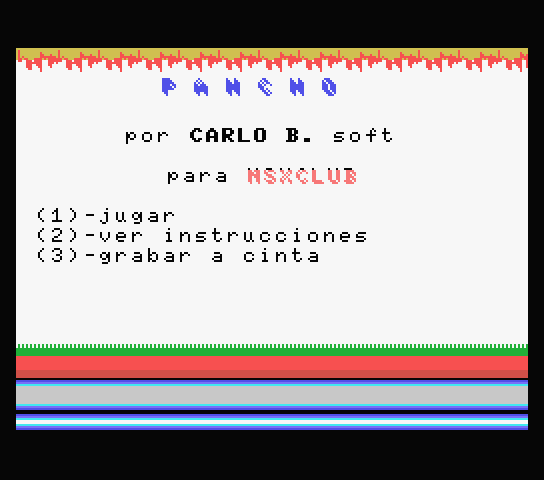 PANCHO
por CARLO B. soft
para MSXCLUB
(1)-jugar
(2)-ver instrucciones
(3)-grabar a cinta